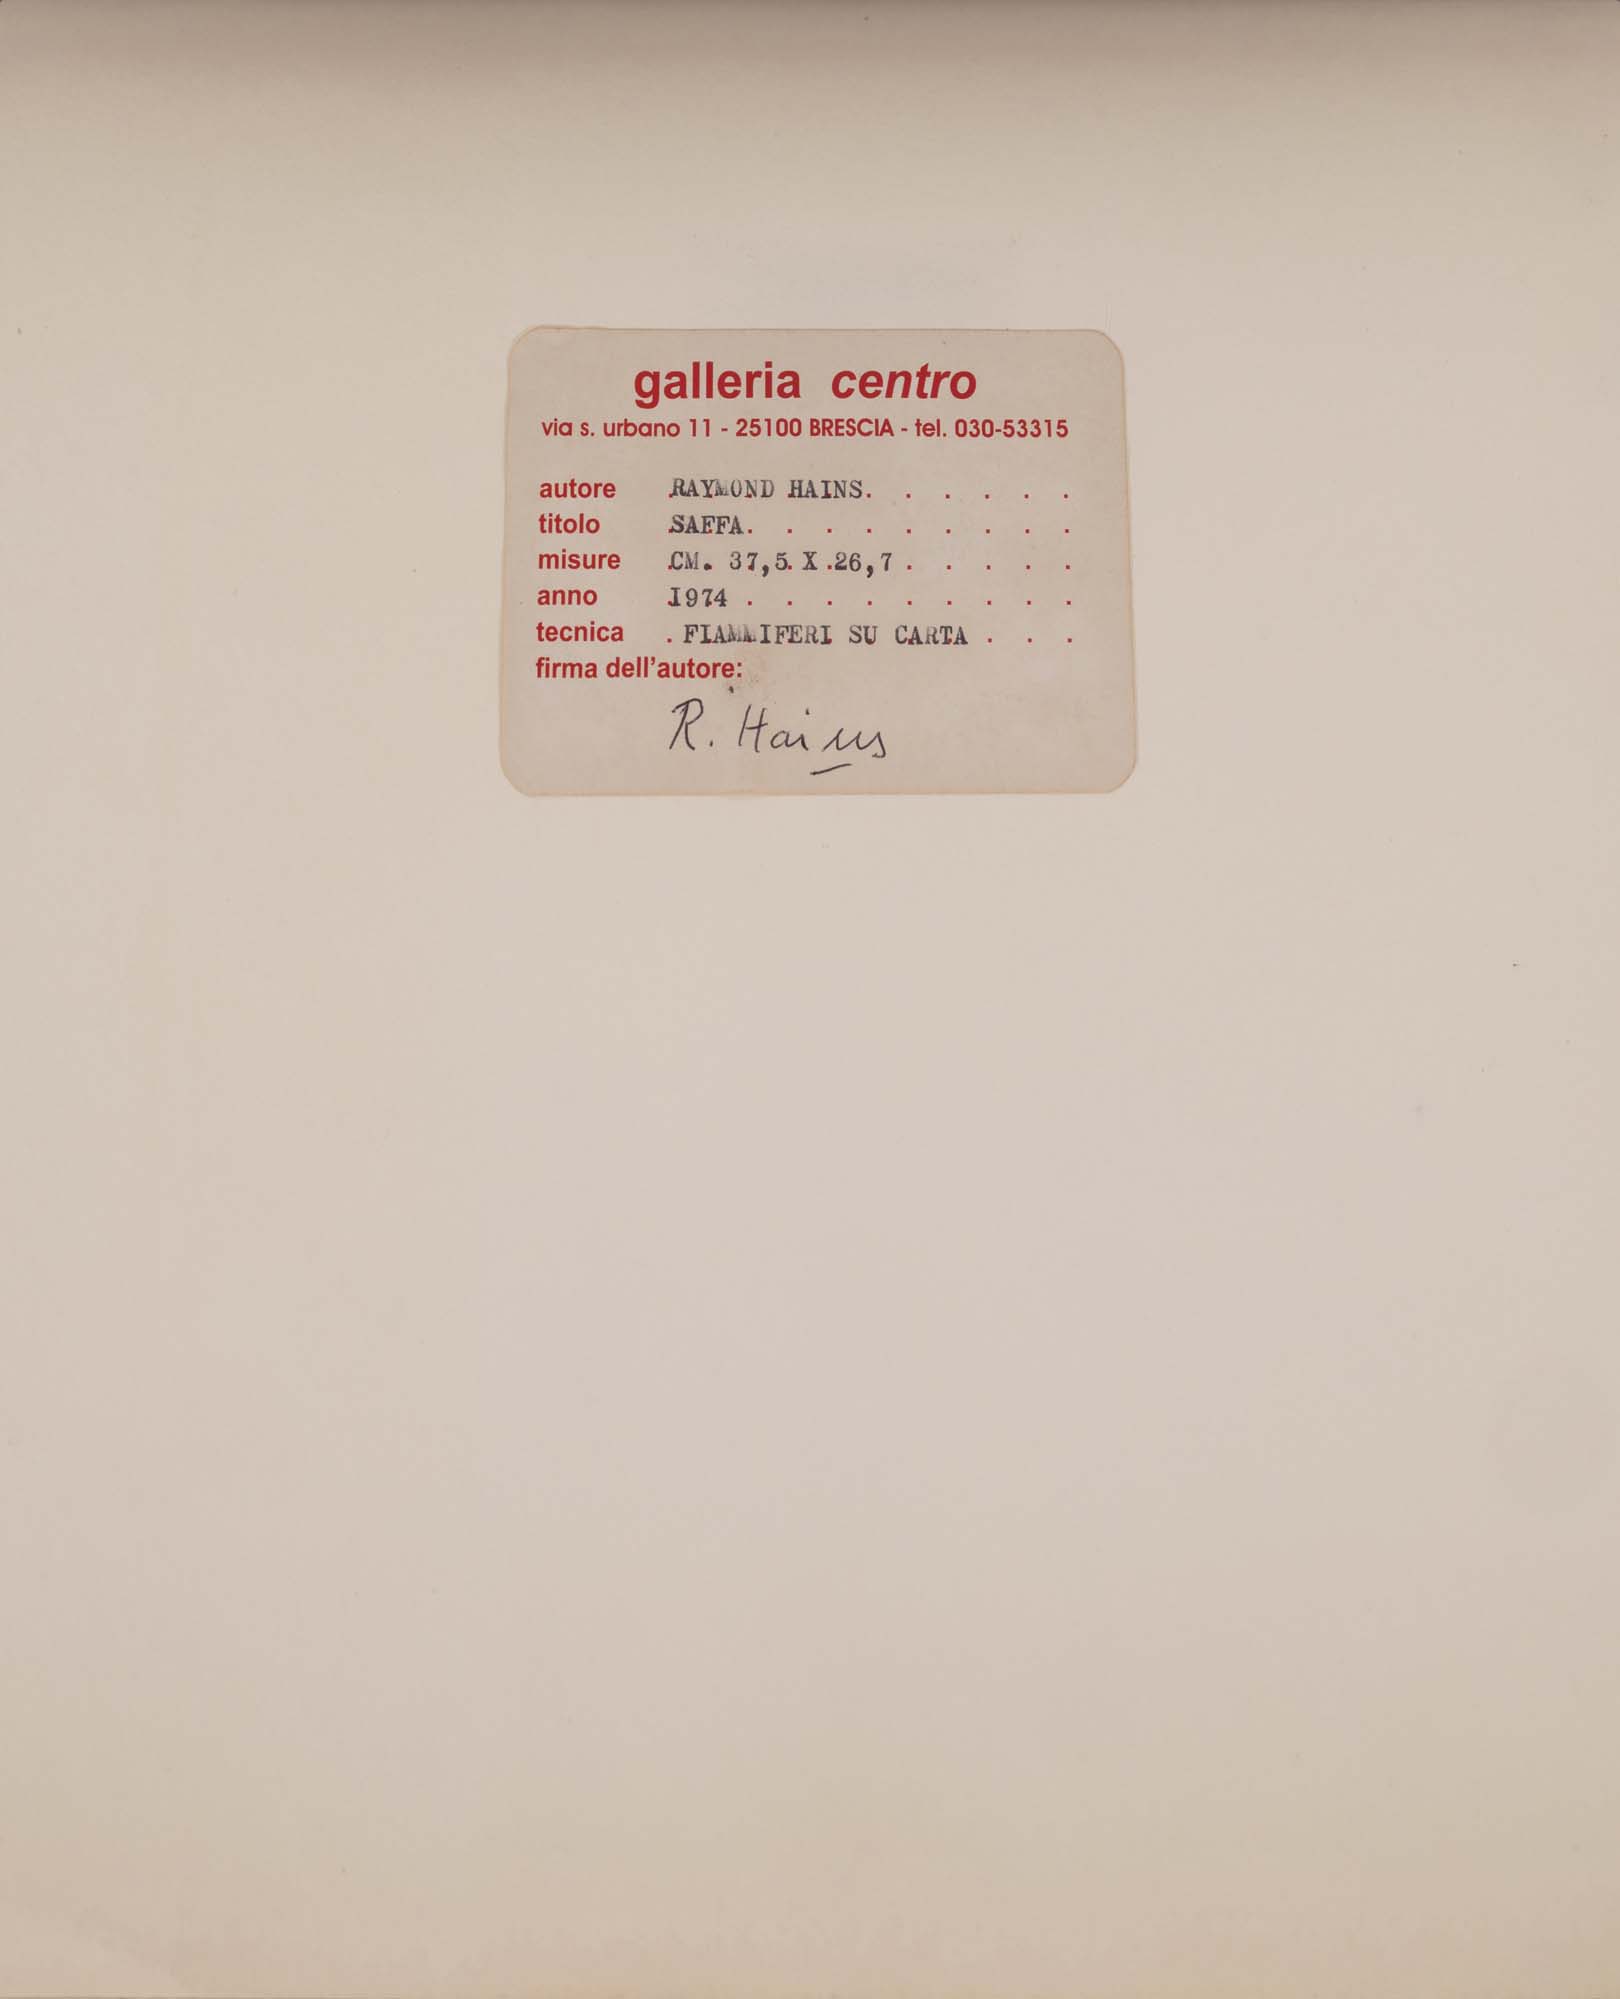 galleria centro
via s. urbano 11 - 25100 BRESCIA - tel. 030-53315
autore RAYMOND HAINS. . . . . .
titolo SAFFA. . . . . . . . .
misure CM. 37,5 X 26,7 . . . . .
anno 1974 . . . . . . . . .
tecnica . FIAMMIFERI SU CARTA . . .
firma dell'autore:
R. Hains